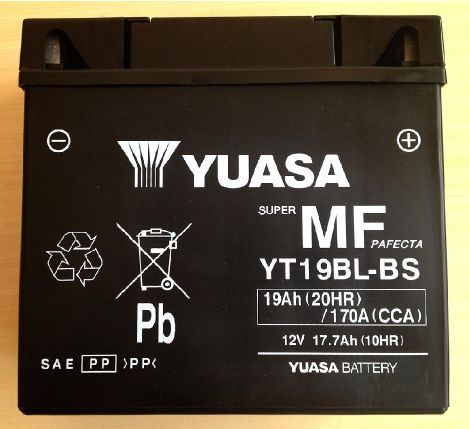 − +
YUASA
SUPER MF PAFECTA
YT19BL-BS
19Ah(20HR)
/170A(CCA)
Pb
12V 17.7Ah(10HR)
SAE PP >PP<
YUASA BATTERY